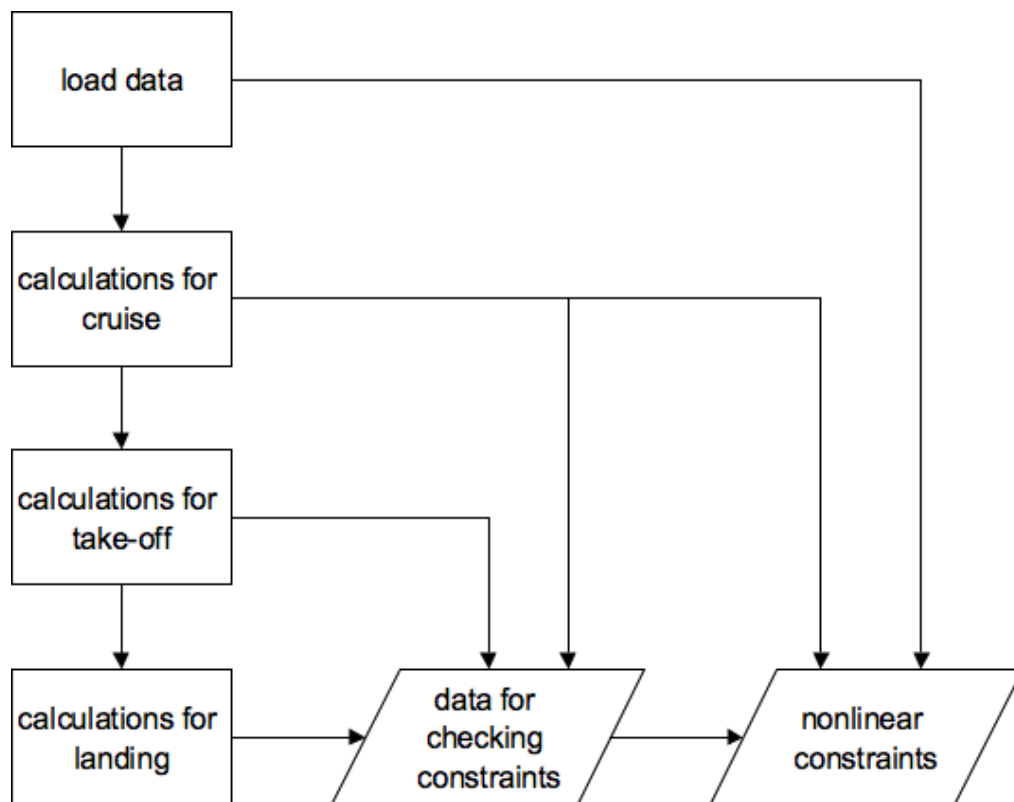 load data
calculations for
cruise
calculations for
take-off
calculations for
landing
data for
checking
constraints
nonlinear
constraints